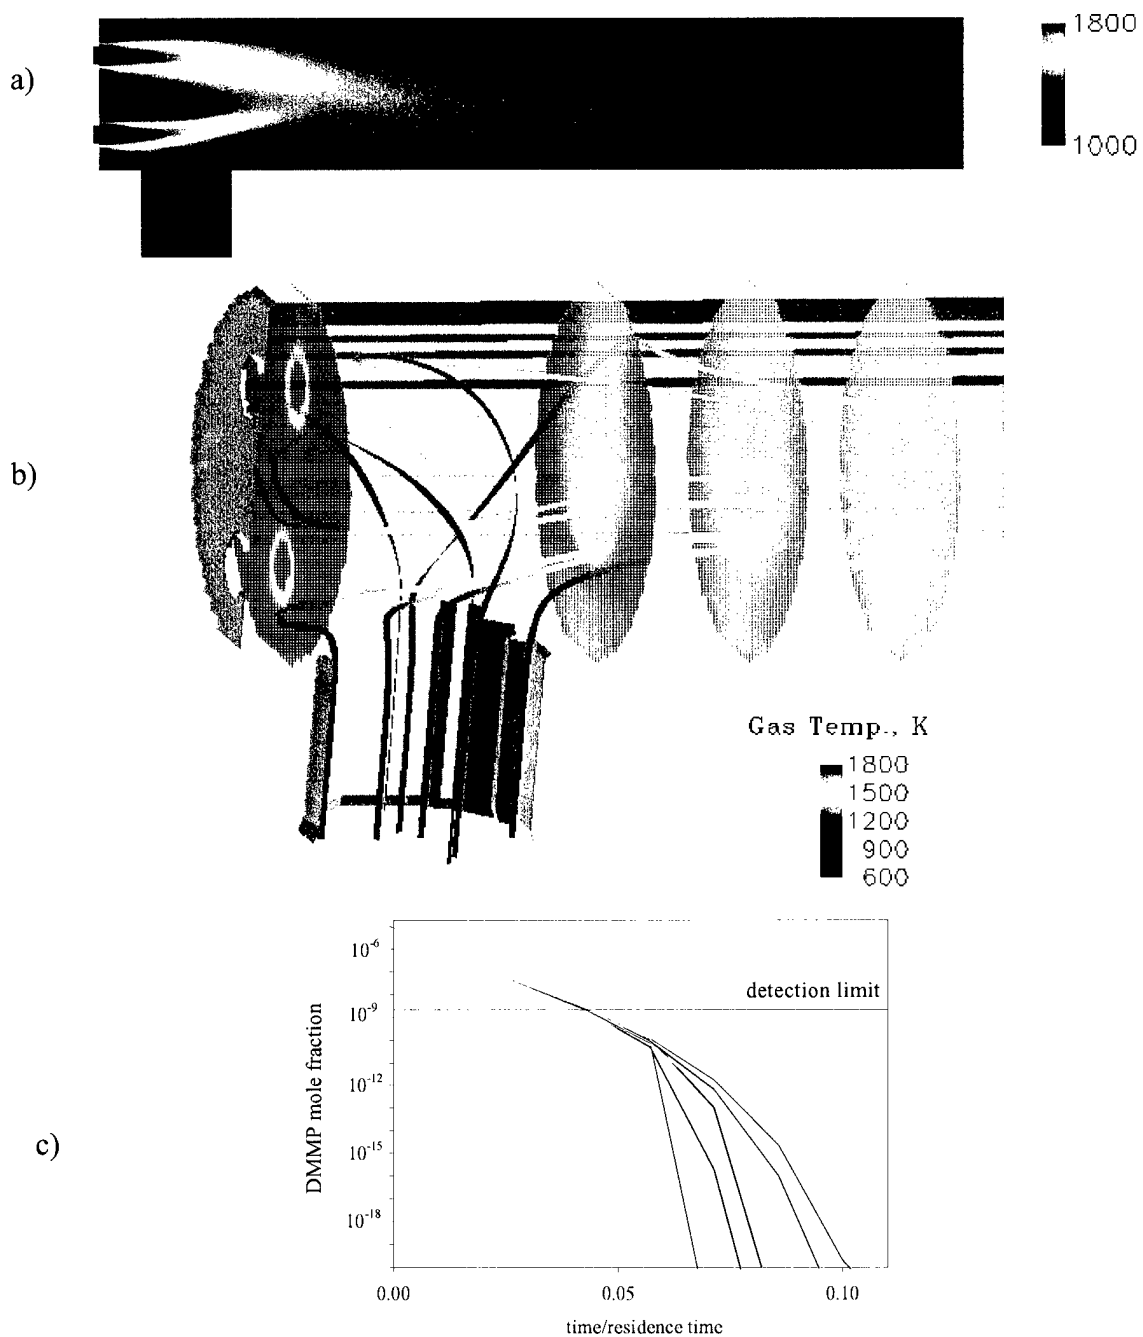 a)
1800
1000
b)
Gas Temp., K
1800
1500
1200
900
600
c)
DMMP mole fraction
10-6
10-9
10-12
10-15
10-18
detection limit
0.00 0.05 0.10
time/residence time